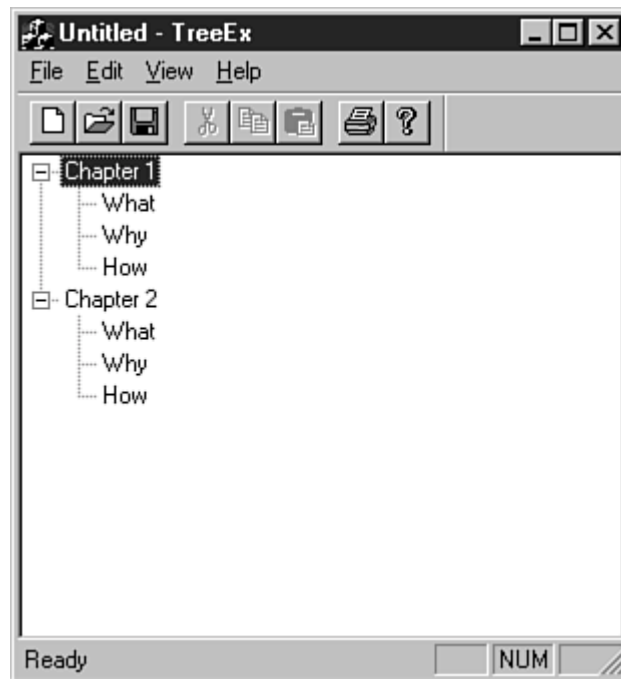 Untitled - TreeEx
File Edit View Help
Chapter 1
What
Why
How
Chapter 2
What
Why
How
Ready NUM